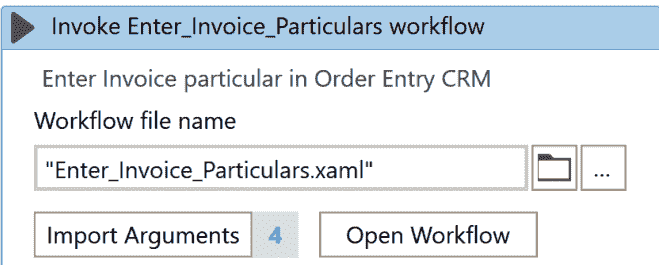 Invoke Enter_Invoice_Particulars workflow
Enter Invoice particular in Order Entry CRM
Workflow file name
"Enter_Invoice_Particulars.xaml" ...
Import Arguments 4 Open Workflow